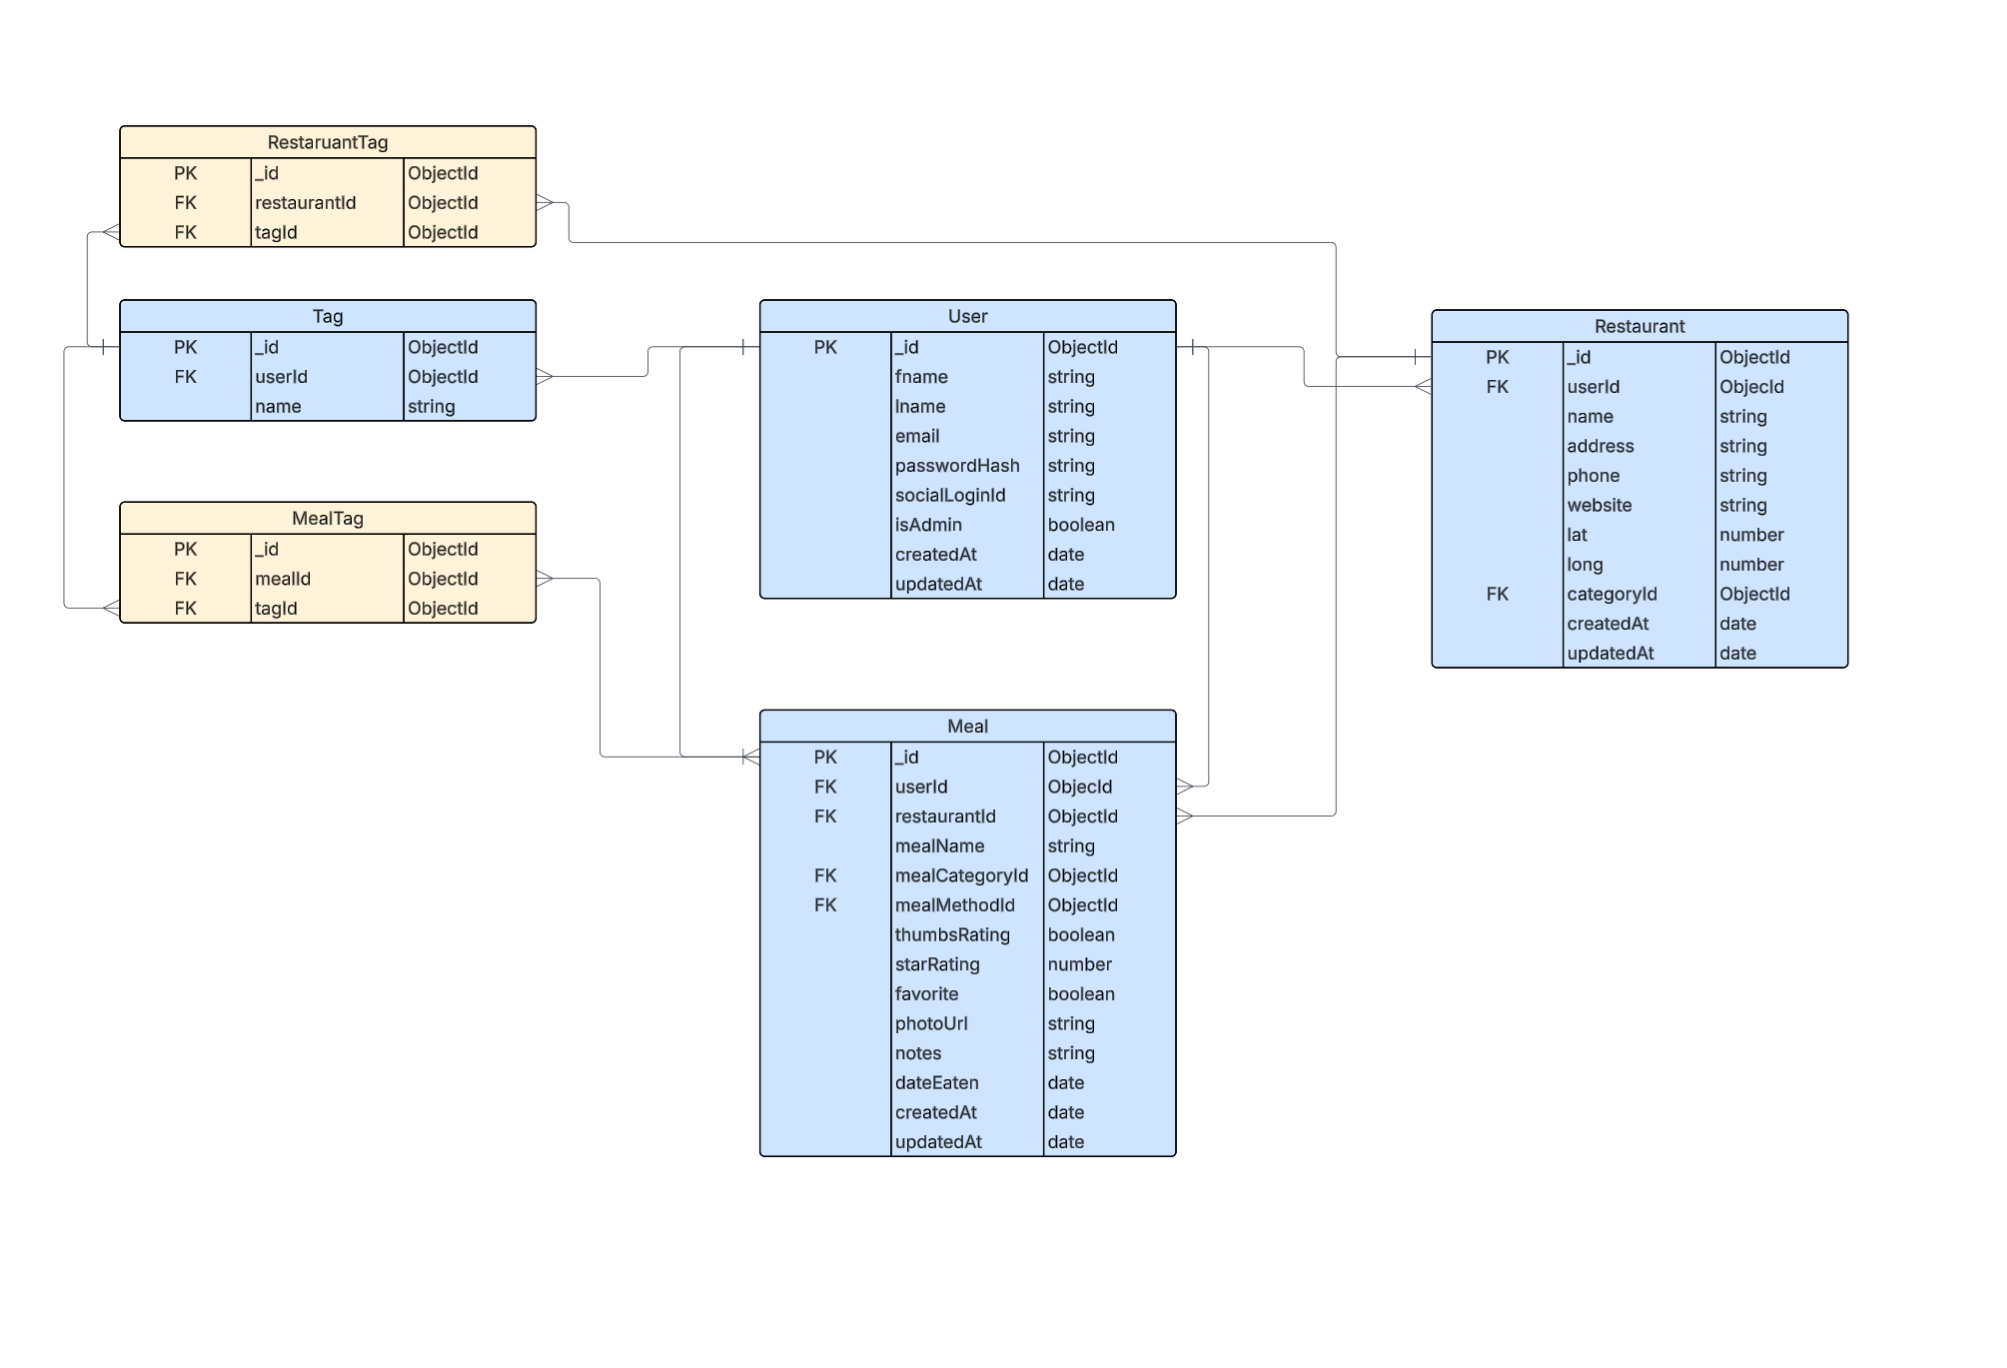 RestaruantTag
PK _id ObjectId
FK restaurantId ObjectId
FK tagId ObjectId
Tag
PK _id ObjectId
FK userId ObjectId
name string
MealTag
PK _id ObjectId
FK mealId ObjectId
FK tagId ObjectId
User
PK _id ObjectId
fname string
lname string
email string
passwordHash string
socialLoginId string
isAdmin boolean
createdAt date
updatedAt date
Meal
PK _id ObjectId
FK userId ObjecId
FK restaurantId ObjectId
mealName string
FK mealCategoryId ObjectId
FK mealMethodId ObjectId
thumbsRating boolean
starRating number
favorite boolean
photoUrl string
notes string
dateEaten date
createdAt date
updatedAt date
Restaurant
PK _id ObjectId
FK userId ObjecId
name string
address string
phone string
website string
lat number
long number
FK categoryId ObjectId
createdAt date
updatedAt date